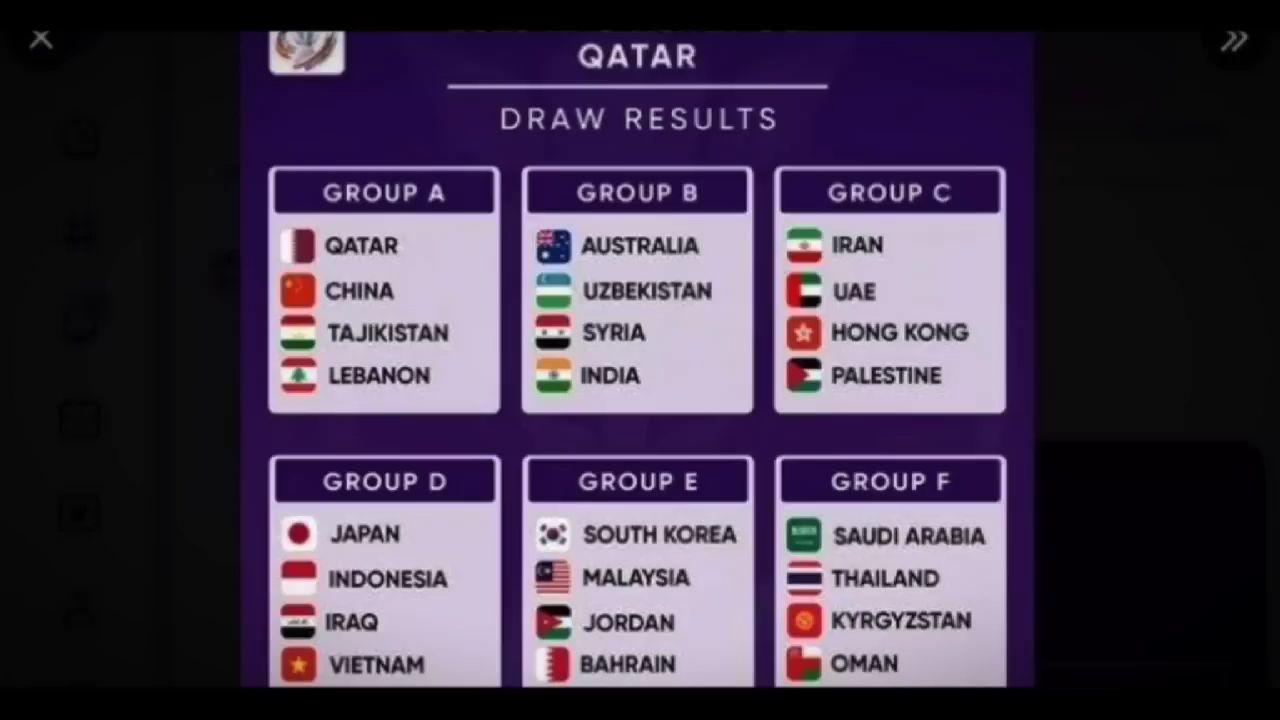 QATAR
DRAW RESULTS
GROUP A
QATAR
CHINA
TAJIKISTAN
LEBANON
GROUP B
AUSTRALIA
UZBEKISTAN
SYRIA
INDIA
GROUP C
IRAN
UAE
HONG KONG
PALESTINE
GROUP D
JAPAN
INDONESIA
IRAQ
VIETNAM
GROUP E
SOUTH KOREA
MALAYSIA
JORDAN
BAHRAIN
GROUP F
SAUDI ARABIA
THAILAND
KYRGYZSTAN
OMAN